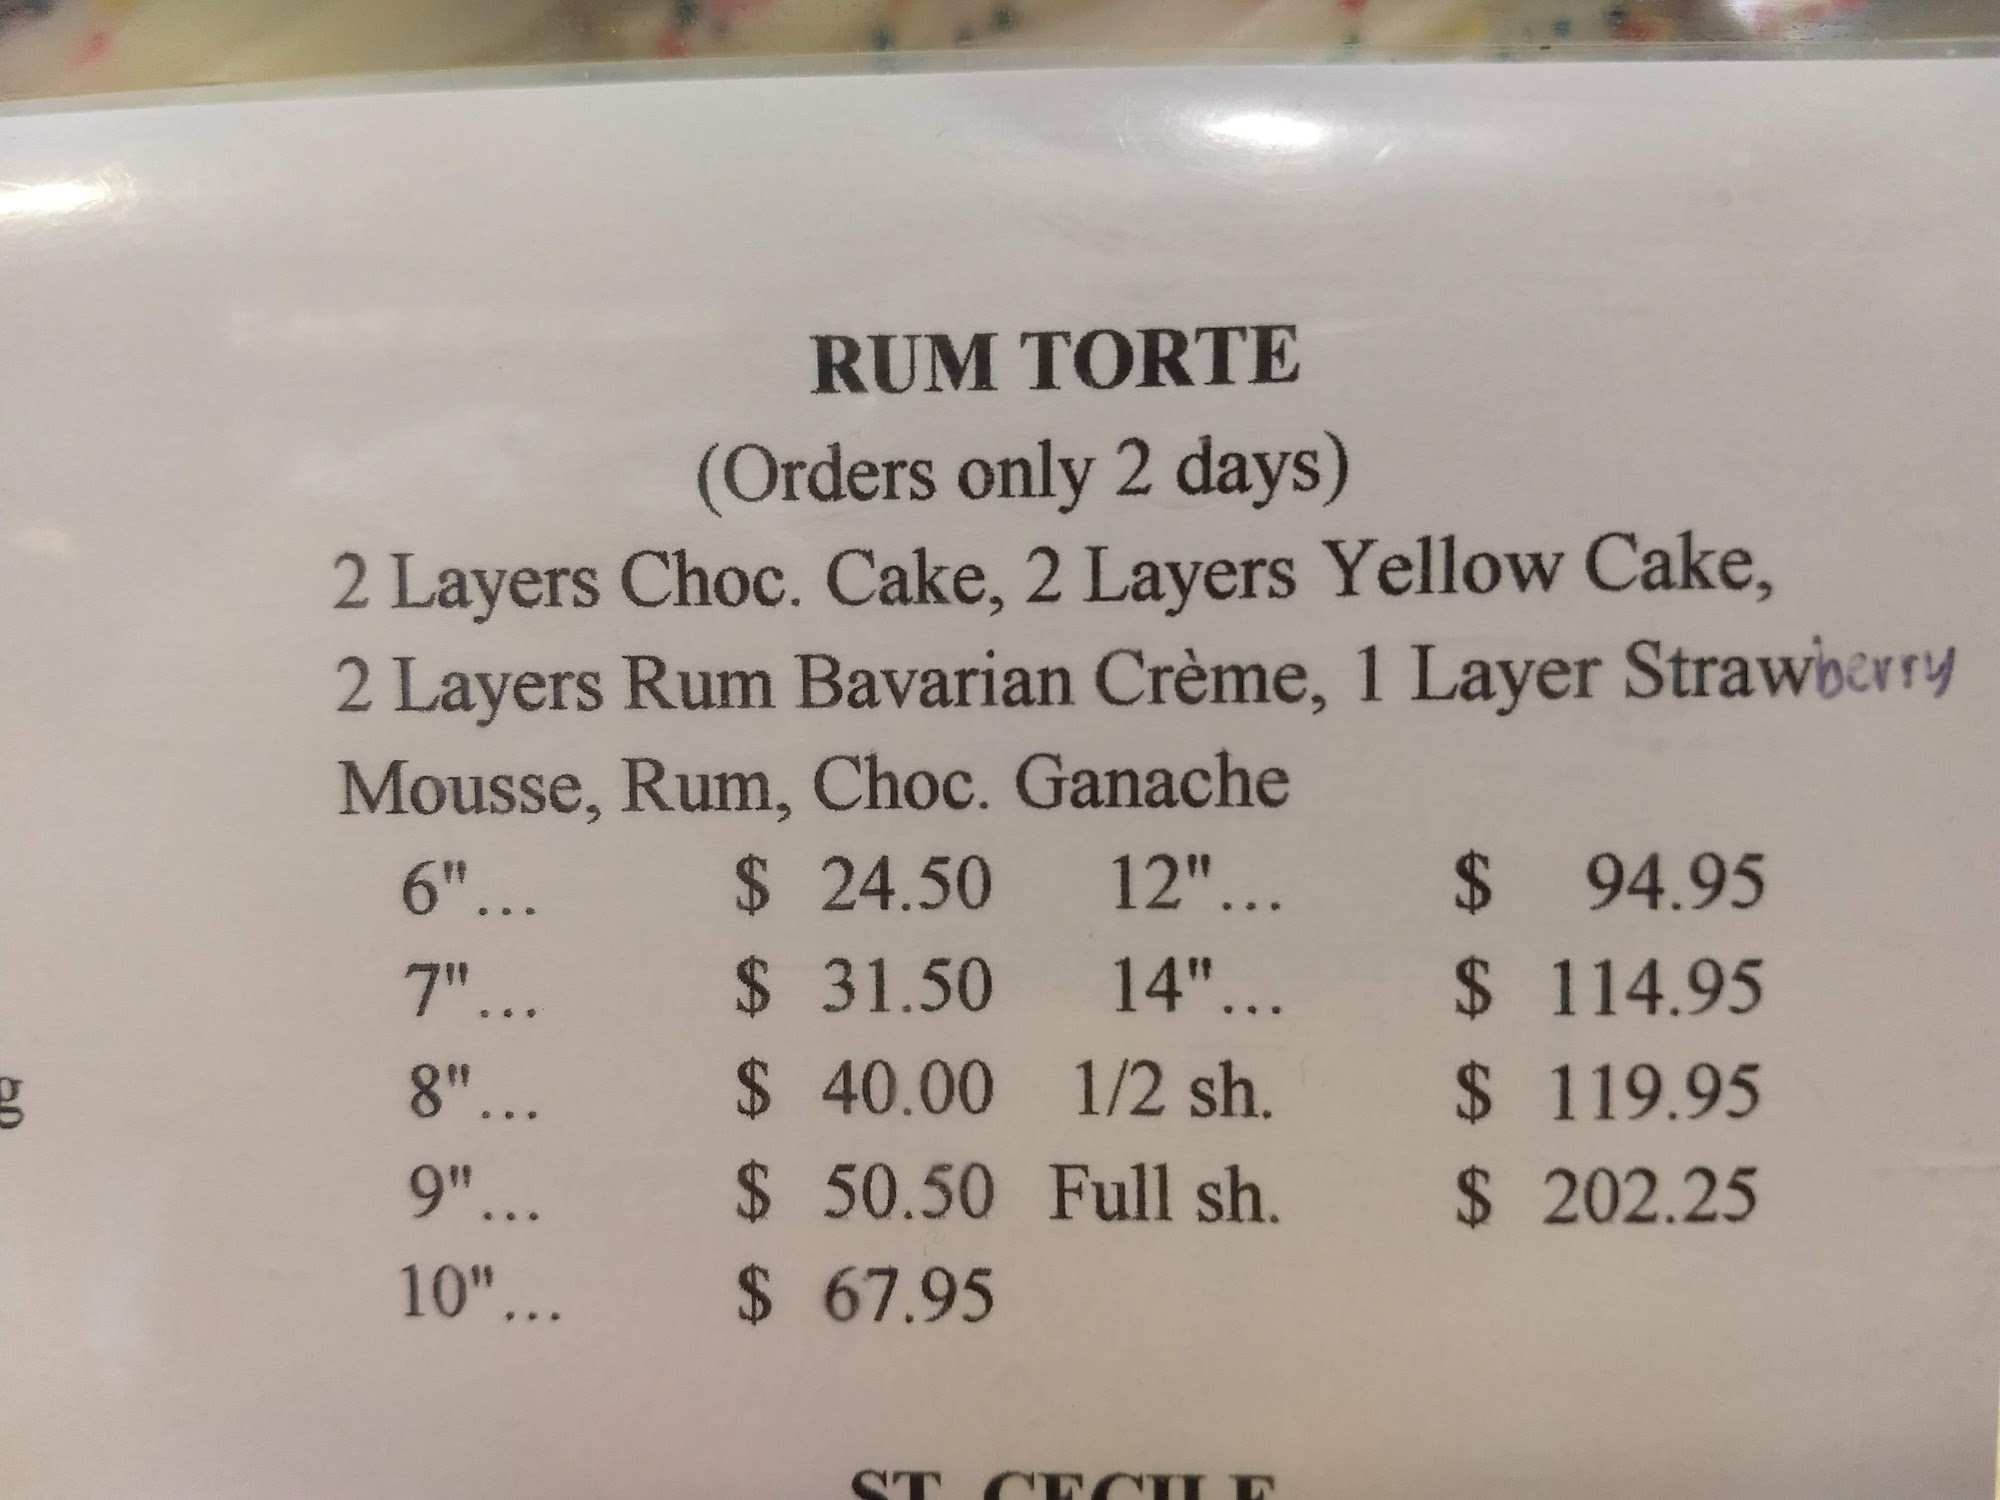 RUM TORTE
(Orders only 2 days)
2 Layers Choc. Cake, 2 Layers Yellow Cake,
2 Layers Rum Bavarian Crème, 1 Layer Strawberry
Mousse, Rum, Choc. Ganache
6"... $ 24.50 12"... $ 94.95
7"... $ 31.50 14"... $ 114.95
8"... $ 40.00 1/2 sh. $ 119.95
g
9"... $ 50.50 Full sh. $ 202.25
10"... $ 67.95
ST. CECILE